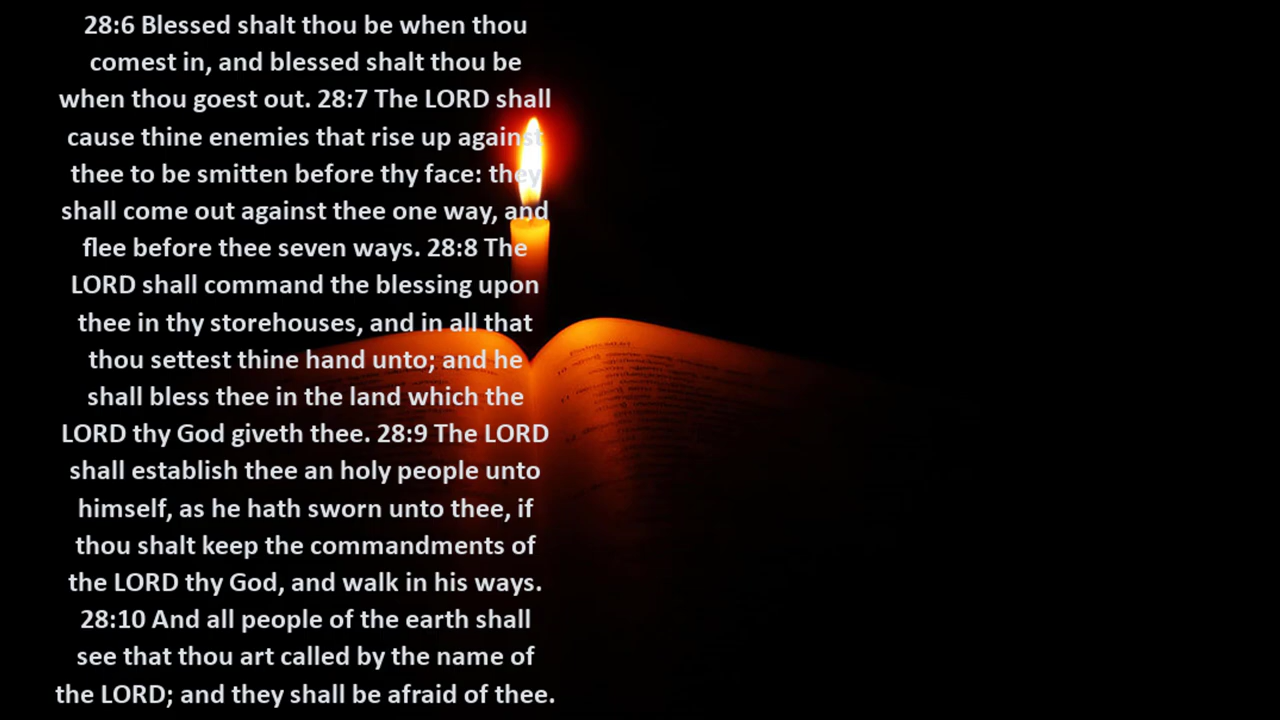 28:6 Blessed shalt thou be when thou
comest in, and blessed shalt thou be
when thou goest out. 28:7 The LORD shall
cause thine enemies that rise up against
thee to be smitten before thy face: they
shall come out against thee one way, and
flee before thee seven ways. 28:8 The
LORD shall command the blessing upon
thee in thy storehouses, and in all that
thou settest thine hand unto; and he
shall bless thee in the land which the
LORD thy God giveth thee. 28:9 The LORD
shall establish thee an holy people unto
himself, as he hath sworn unto thee, if
thou shalt keep the commandments of
the LORD thy God, and walk in his ways.
28:10 And all people of the earth shall
see that thou art called by the name of
the LORD; and they shall be afraid of thee.